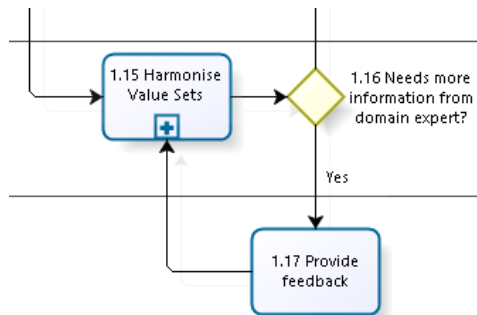 1.15 Harmonise
Value Sets
1.16 Needs more
information from
domain expert?
Yes
1.17 Provide
feedback